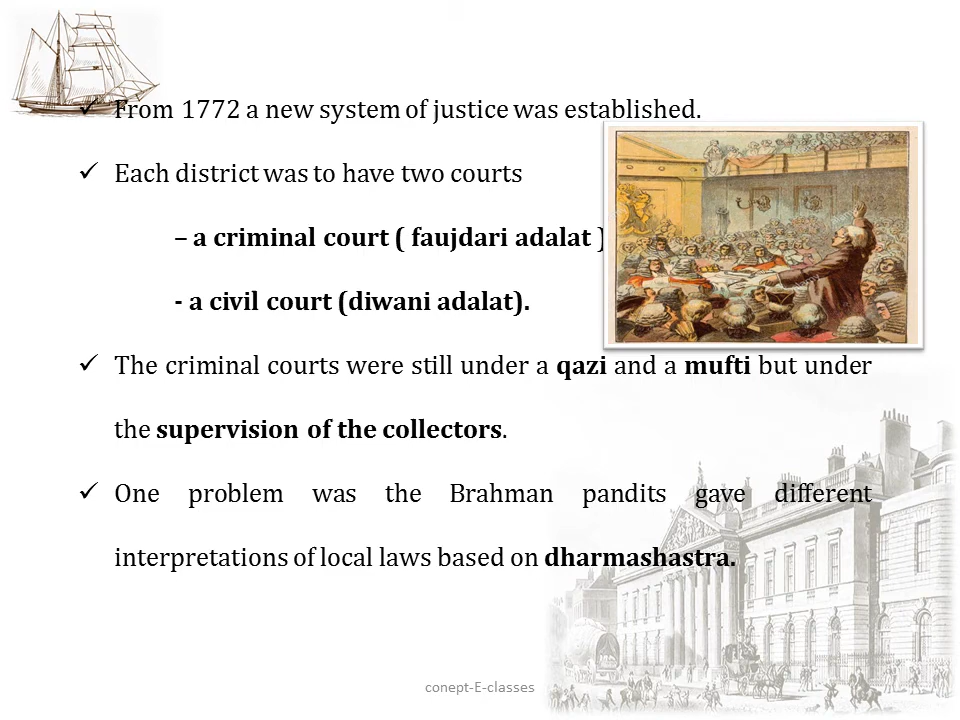 ✓ From 1772 a new system of justice was established.
✓ Each district was to have two courts
– a criminal court ( faujdari adalat )
- a civil court (diwani adalat).
✓ The criminal courts were still under a qazi and a mufti but under
the supervision of the collectors.
✓ One problem was the Brahman pandits gave different
interpretations of local laws based on dharmashastra.
conept-E-classes